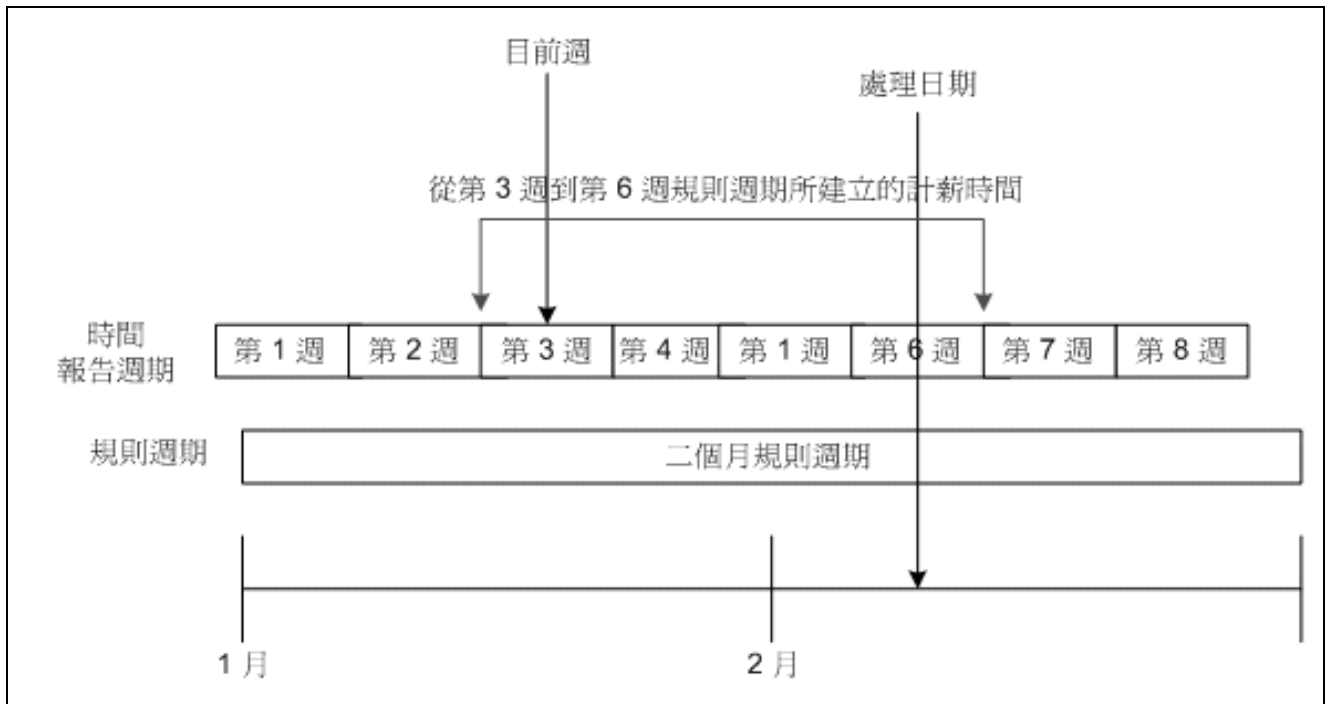 目前週
處理日期
從第 3 週到第 6 週規則週期所建立的計薪時間
時間
報告週期
第 1 週 第 2 週 第 3 週 第 4 週 第 1 週 第 6 週 第 7 週 第 8 週
規則週期
二個月規則週期
1 月
2 月